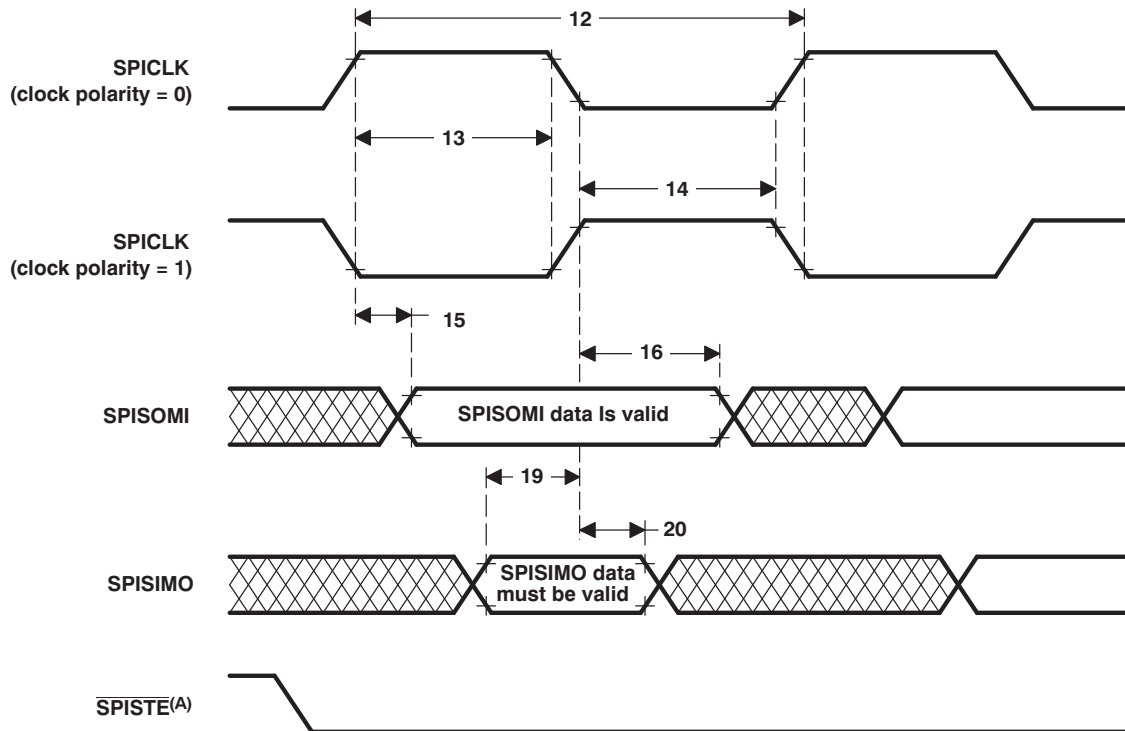 12
SPICLK
(clock polarity = 0)
13
14
SPICLK
(clock polarity = 1)
15
16
SPISOMI
SPISOMI data Is valid
19
20
SPISIMO
SPISIMO data
must be valid
SPISTE(A)